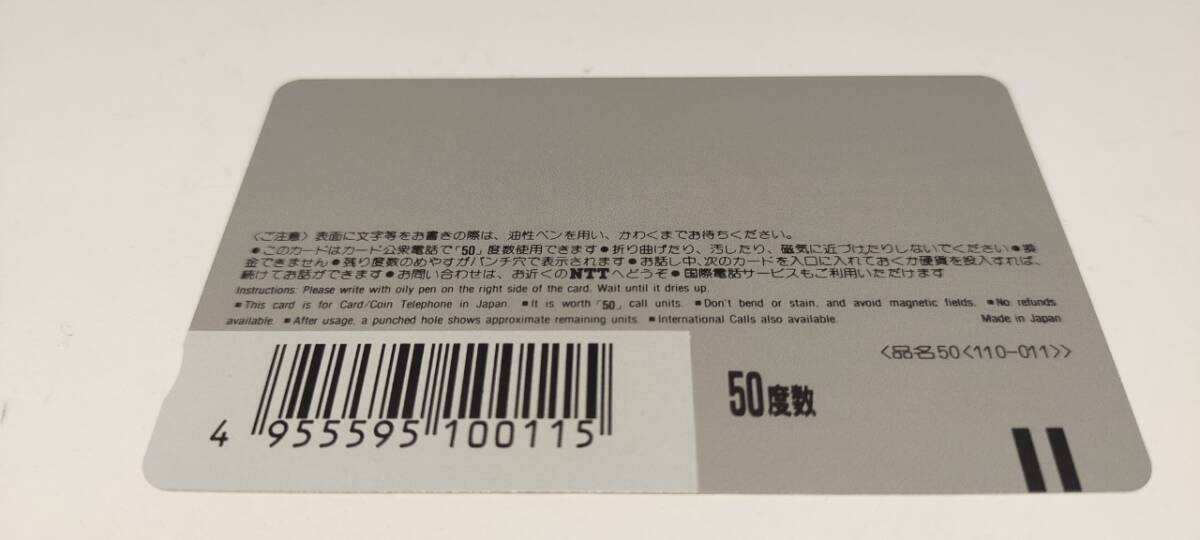 〈ご注意〉表面に文字等をお書きの際は、油性ペンを用い、かわくまでお待ちください。
●このカードはカード公衆電話で「50」度数使用できます●折り曲げたり、汚したり、磁気に近づけたりしないでください●換
金できません●残り度数のめやすがパンチ穴で表示されます●お話し中、次のカードを入口に入れておくか硬貨を投入すれば、
続けてお話ができます●お問い合わせは、お近くのNTTへどうぞ●国際電話サービスもご利用いただけます
Instructions: Please write with oily pen on the right side of the card. Wait until it dries up.
■This card is for Card/Coin Telephone in Japan. ■It is worth「50」call units. ■Don't bend or stain, and avoid magnetic fields. ■No refunds
available. ■After usage, a punched hole shows approximate remaining units. ■International Calls also available. Made in Japan
〈品名50〈110-011〉〉
50度数
4 955595 100115